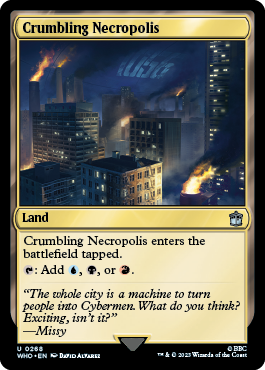 Crumbling Necropolis
Land
Crumbling Necropolis enters the
battlefield tapped.
: Add , , or .
“The whole city is a machine to turn
people into Cybermen. What do you think?
Exciting, isn’t it?”
—Missy
U 0268
WHO • EN DAVID ALVAREZ
© BBC
™ & © 2023 Wizards of the Coast